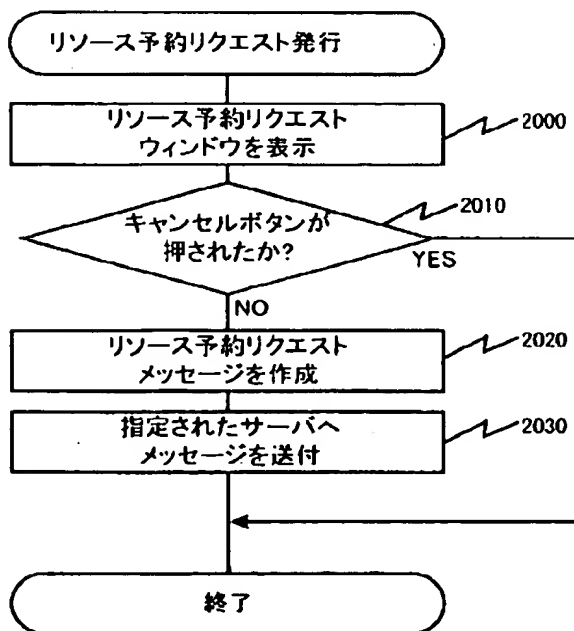 リソース予約リクエスト発行
リソース予約リクエスト
ウィンドウを表示
2000
キャンセルボタンが
押されたか?
2010
YES
NO
リソース予約リクエスト
メッセージを作成
2020
指定されたサーバへ
メッセージを送付
2030
終了